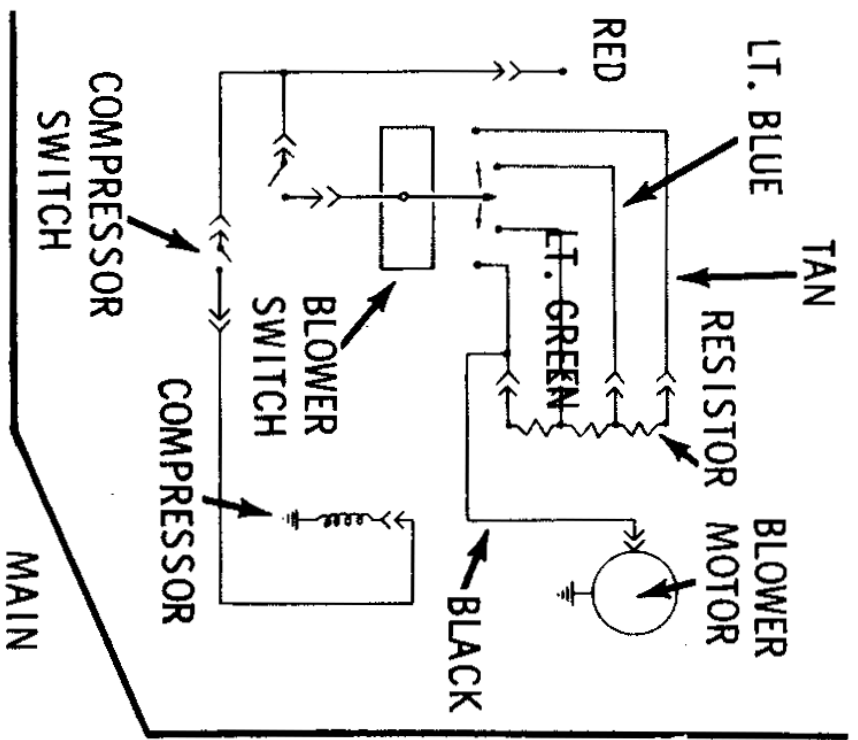 TAN
LT. BLUE
BLOWER
MOTOR
RESISTOR
RED
LT. GREEN
BLACK
BLOWER
SWITCH
COMPRESSOR
COMPRESSOR
SWITCH
MAIN